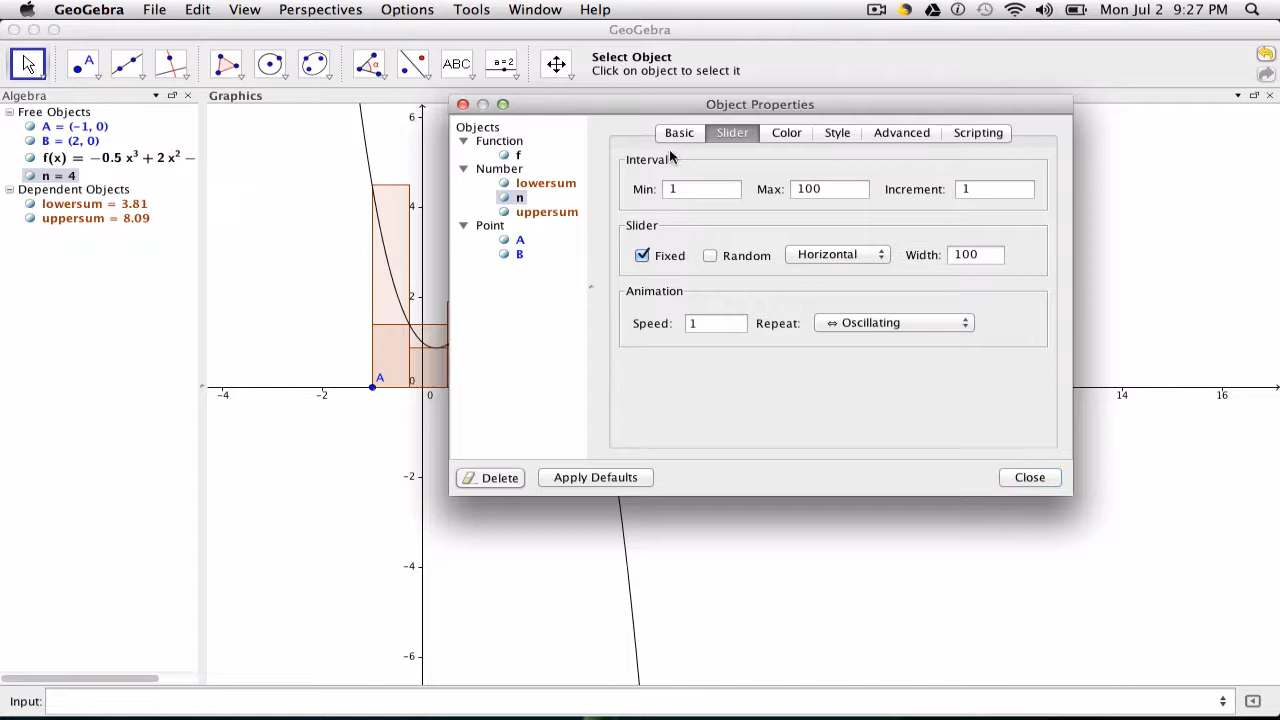 GeoGebra File Edit View Perspectives Options Tools Window Help Mon Jul 2 9:27 PM
GeoGebra
A ABC a=2 Select Object
Click on object to select it
Algebra Graphics
Free Objects
A = (−1, 0)
B = (2, 0)
f(x) = −0.5 x³ + 2 x² −
n = 4
Dependent Objects
lowersum = 3.81
uppersum = 8.09
Object Properties
Objects
Function
f
Number
lowersum
n
uppersum
Point
A
B
Basic Slider Color Style Advanced Scripting
Interval
Min: 1 Max: 100 Increment: 1
Slider
Fixed Random Horizontal Width: 100
Animation
Speed: 1 Repeat: ⇔ Oscillating
Delete Apply Defaults Close
6
4
2
0
A
−4 −2 0 14 16
−2
−4
−6
Input: